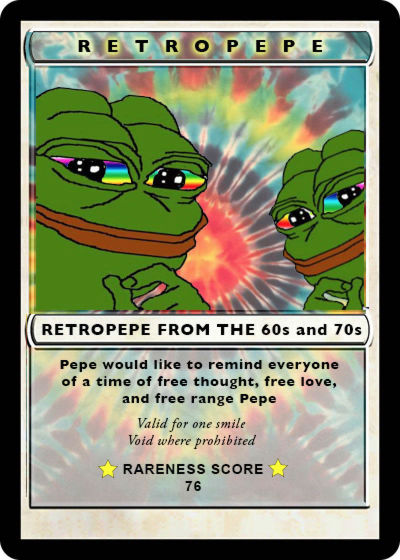 RETROPEPE
RETROPEPE FROM THE 60s and 70s
Pepe would like to remind everyone
of a time of free thought, free love,
and free range Pepe
Valid for one smile
Void where prohibited
RARENESS SCORE
76